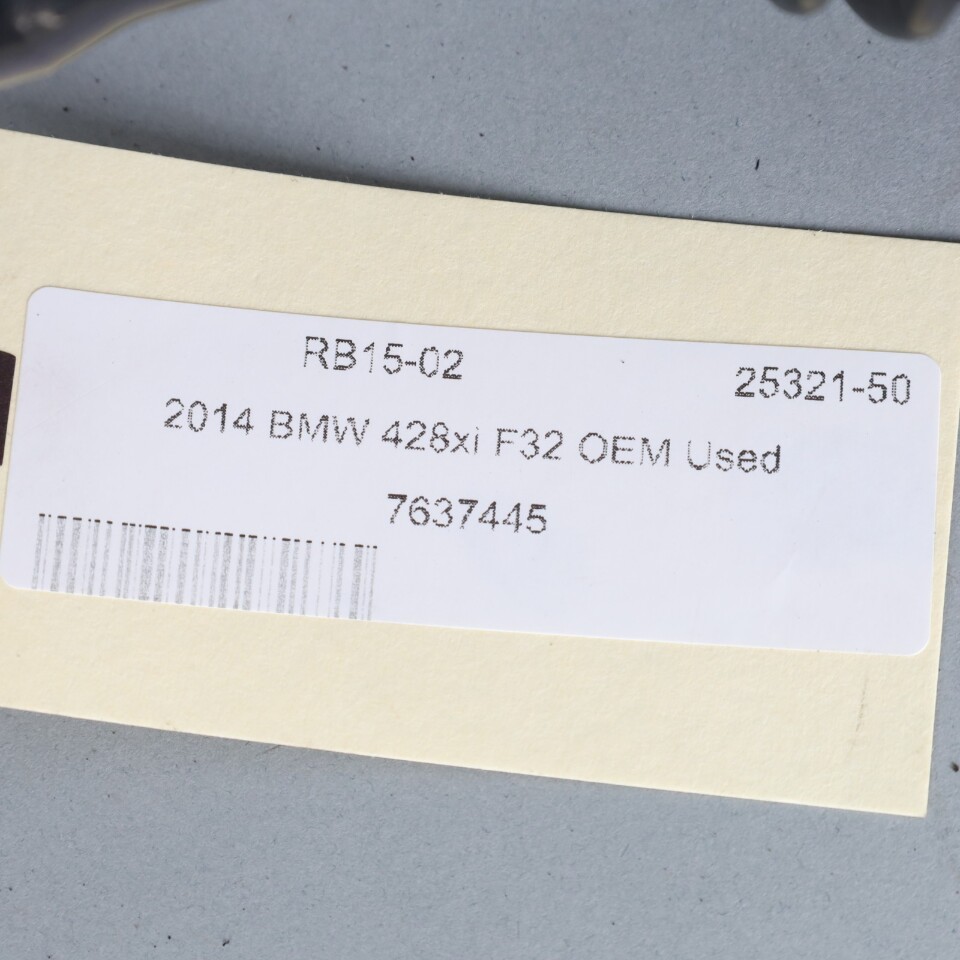 RB15-02 25321-50
2014 BMW 428xi F32 OEM Used
7637445